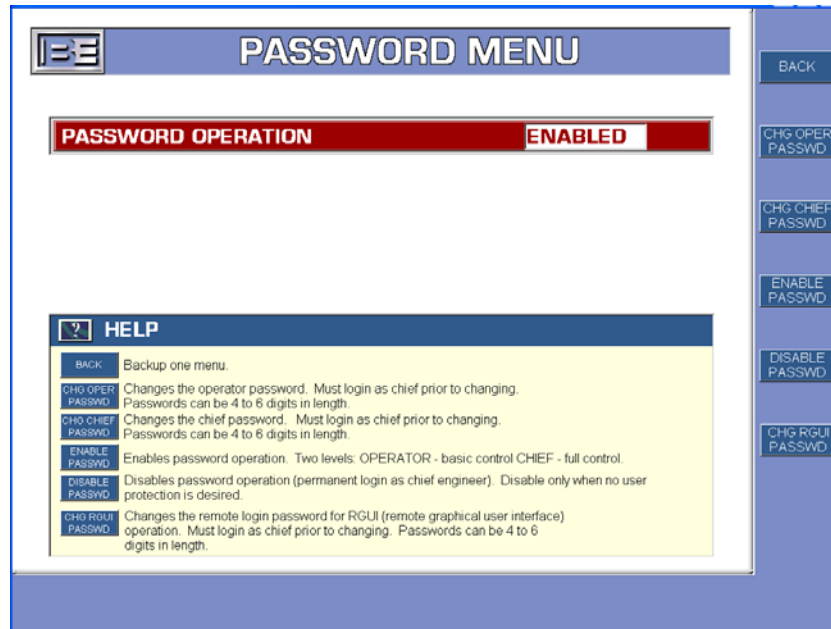 BE
PASSWORD MENU
BACK
PASSWORD OPERATION ENABLED
CHG OPER
PASSWD
CHG CHIEF
PASSWD
ENABLE
PASSWD
DISABLE
PASSWD
CHG RGUI
PASSWD
? HELP
BACK Backup one menu.
CHG OPER
PASSWD
Changes the operator password. Must login as chief prior to changing.
Passwords can be 4 to 6 digits in length.
CHG CHIEF
PASSWD
Changes the chief password. Must login as chief prior to changing.
Passwords can be 4 to 6 digits in length.
ENABLE
PASSWD
Enables password operation. Two levels: OPERATOR - basic control CHIEF - full control.
DISABLE
PASSWD
Disables password operation (permanent login as chief engineer). Disable only when no user
protection is desired.
CHG RGUI
PASSWD
Changes the remote login password for RGUI (remote graphical user interface)
operation. Must login as chief prior to changing. Passwords can be 4 to 6
digits in length.